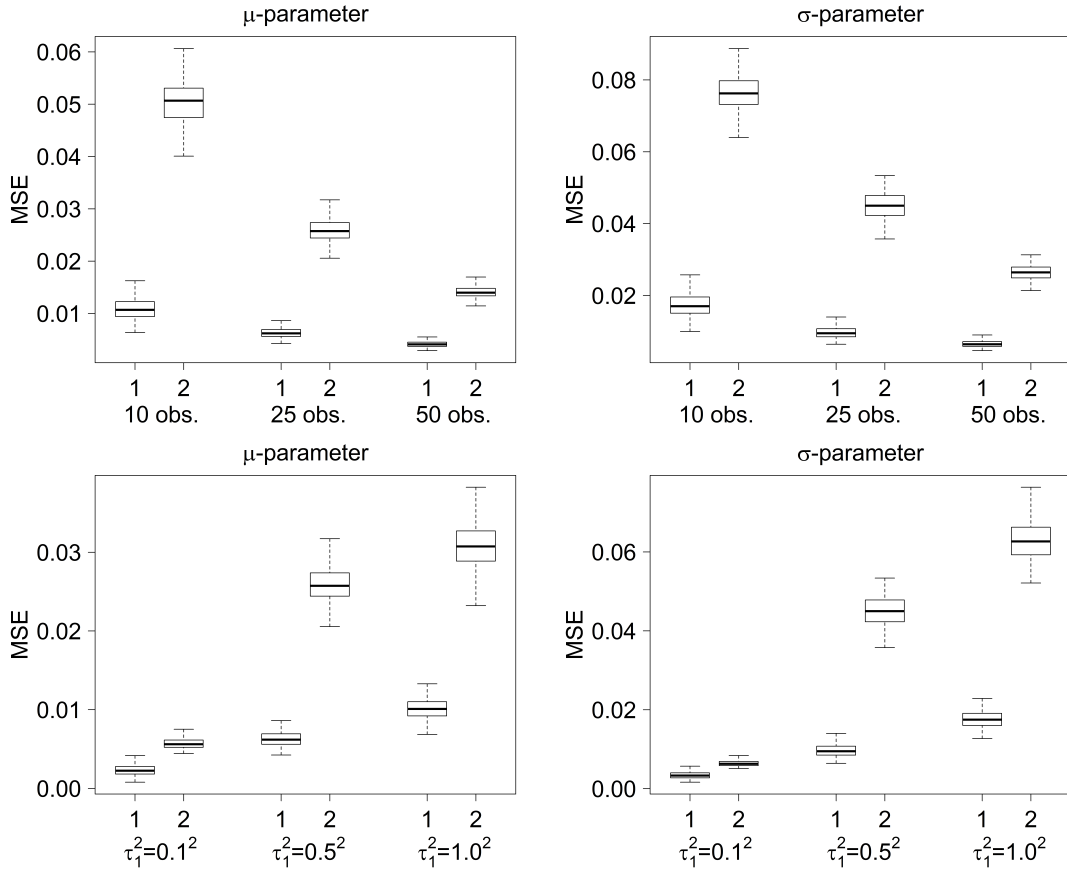 μ-parameter
MSE
0.06
0.05
0.04
0.03
0.02
0.01
1 2 1 2 1 2
10 obs. 25 obs. 50 obs.
σ-parameter
MSE
0.08
0.06
0.04
0.02
1 2 1 2 1 2
10 obs. 25 obs. 50 obs.
μ-parameter
MSE
0.03
0.02
0.01
0.00
1 2 1 2 1 2
τ₁²=0.1² τ₁²=0.5² τ₁²=1.0²
σ-parameter
MSE
0.06
0.04
0.02
0.00
1 2 1 2 1 2
τ₁²=0.1² τ₁²=0.5² τ₁²=1.0²